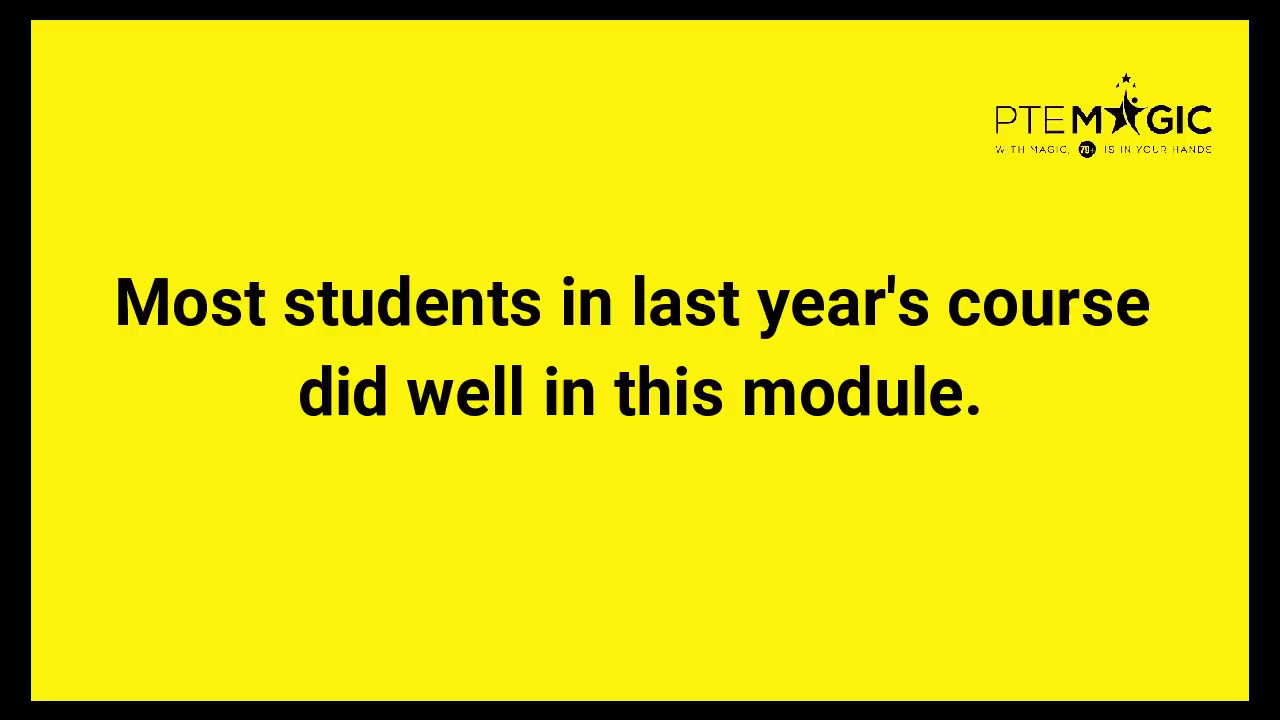 PTEMAGIC
WITH MAGIC, 79+ IS IN YOUR HANDS
Most students in last year's course
did well in this module.